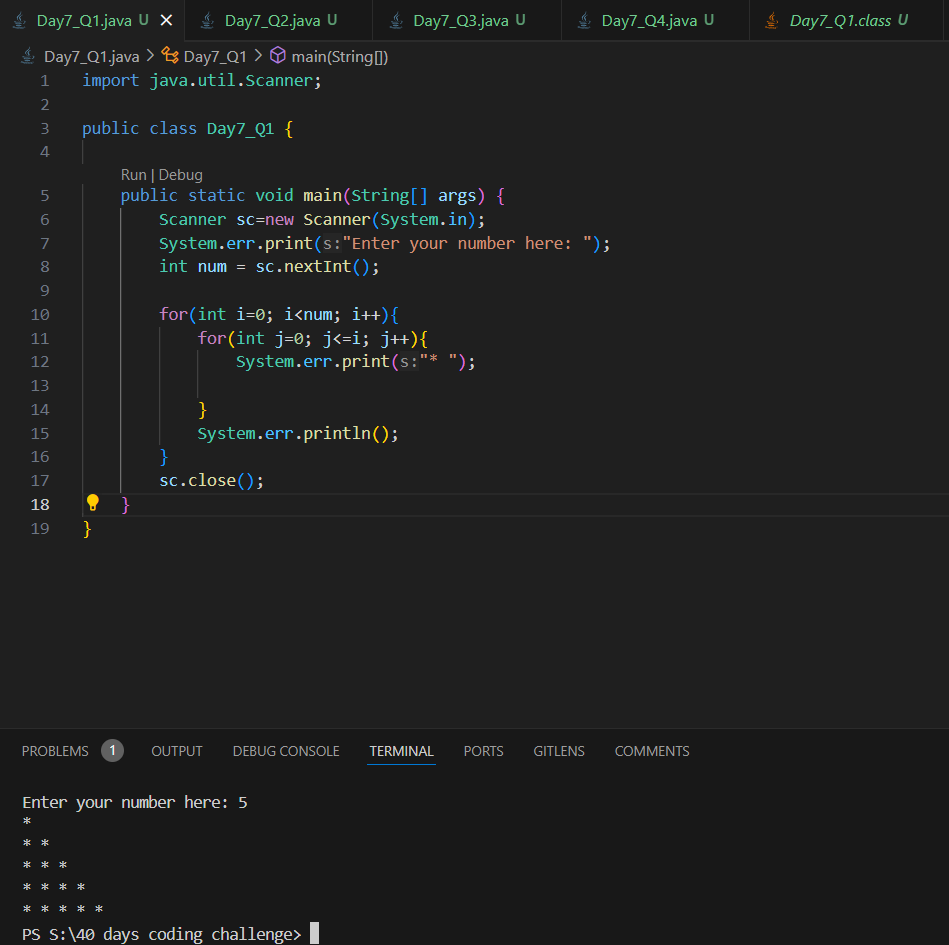 Day7_Q1.java U Day7_Q2.java U Day7_Q3.java U Day7_Q4.java U Day7_Q1.class U
Day7_Q1.java > Day7_Q1 > main(String[])
1 import java.util.Scanner;
2
3 public class Day7_Q1 {
4
Run | Debug
5 public static void main(String[] args) {
6 Scanner sc=new Scanner(System.in);
7 System.err.print(s:"Enter your number here: ");
8 int num = sc.nextInt();
9
10 for(int i=0; i<num; i++){
11 for(int j=0; j<=i; j++){
12 System.err.print(s:"* ");
13
14 }
15 System.err.println();
16 }
17 sc.close();
18 }
19 }
PROBLEMS 1 OUTPUT DEBUG CONSOLE TERMINAL PORTS GITLENS COMMENTS
Enter your number here: 5
*
* *
* * *
* * * *
* * * * *
PS S:\40 days coding challenge>